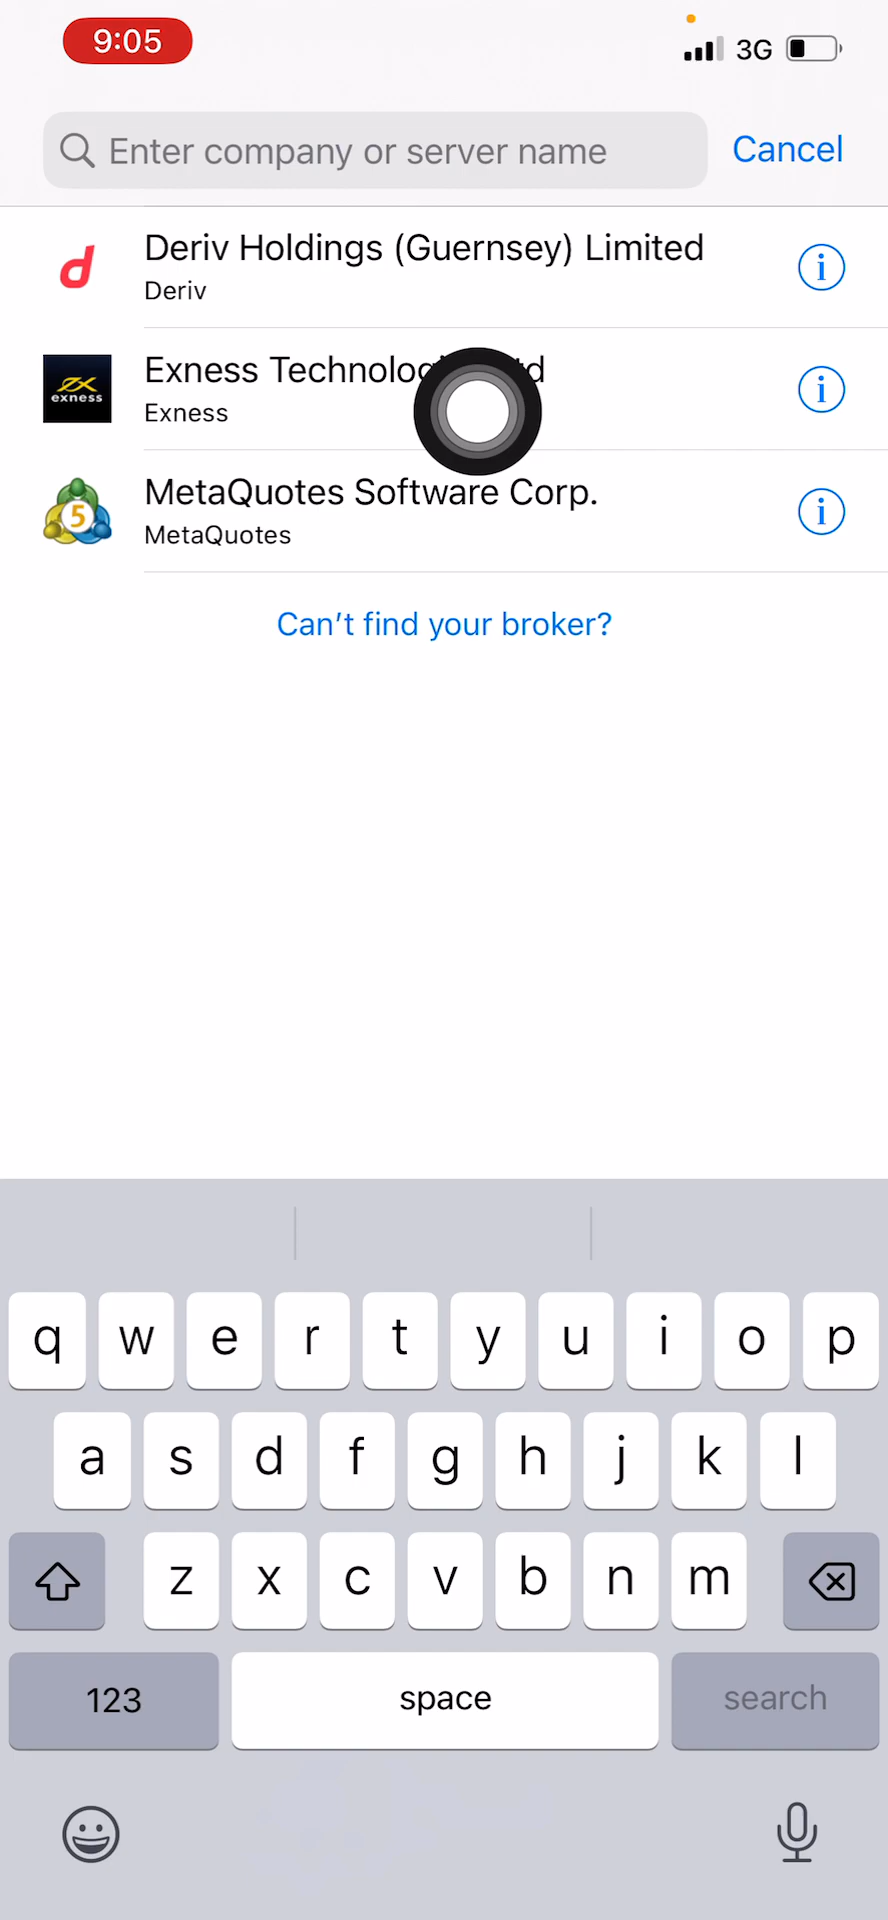 9:05
3G
Enter company or server name
Cancel
Deriv Holdings (Guernsey) Limited
Deriv
exness
Exness
Exness
MetaQuotes Software Corp.
5
MetaQuotes
Can't find your broker?
q w e r t y u i o p
a s d f g h j k l
z x c v b n m
123 space search